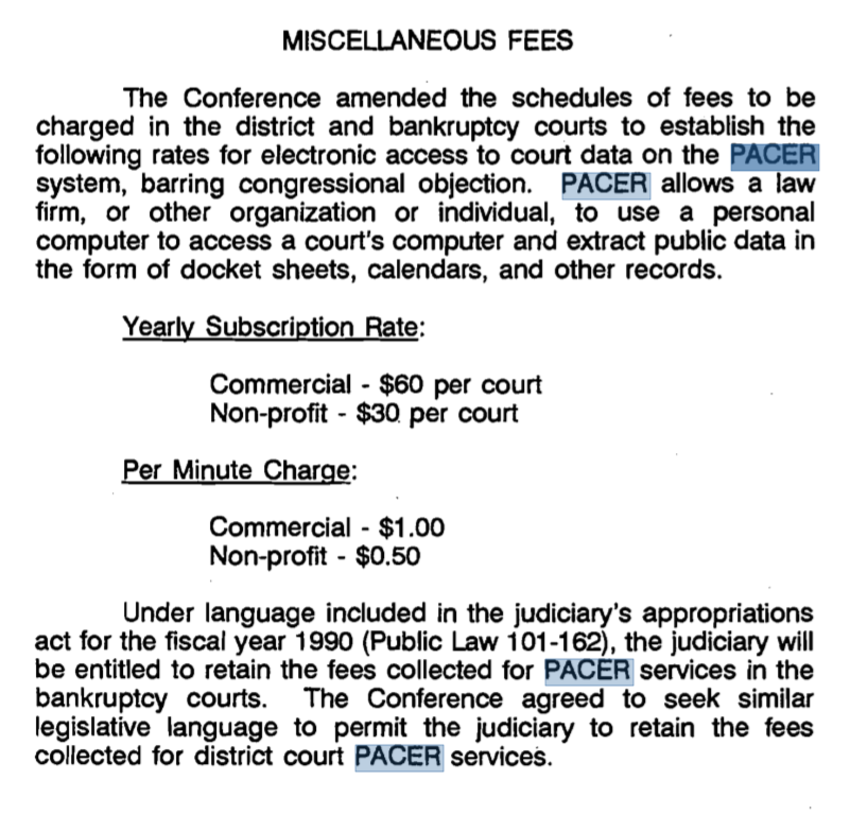 MISCELLANEOUS FEES
The Conference amended the schedules of fees to be
charged in the district and bankruptcy courts to establish the
following rates for electronic access to court data on the PACER
system, barring congressional objection. PACER allows a law
firm, or other organization or individual, to use a personal
computer to access a court's computer and extract public data in
the form of docket sheets, calendars, and other records.
Yearly Subscription Rate:
Commercial - $60 per court
Non-profit - $30 per court
Per Minute Charge:
Commercial - $1.00
Non-profit - $0.50
Under language included in the judiciary's appropriations
act for the fiscal year 1990 (Public Law 101-162), the judiciary will
be entitled to retain the fees collected for PACER services in the
bankruptcy courts. The Conference agreed to seek similar
legislative language to permit the judiciary to retain the fees
collected for district court PACER services.